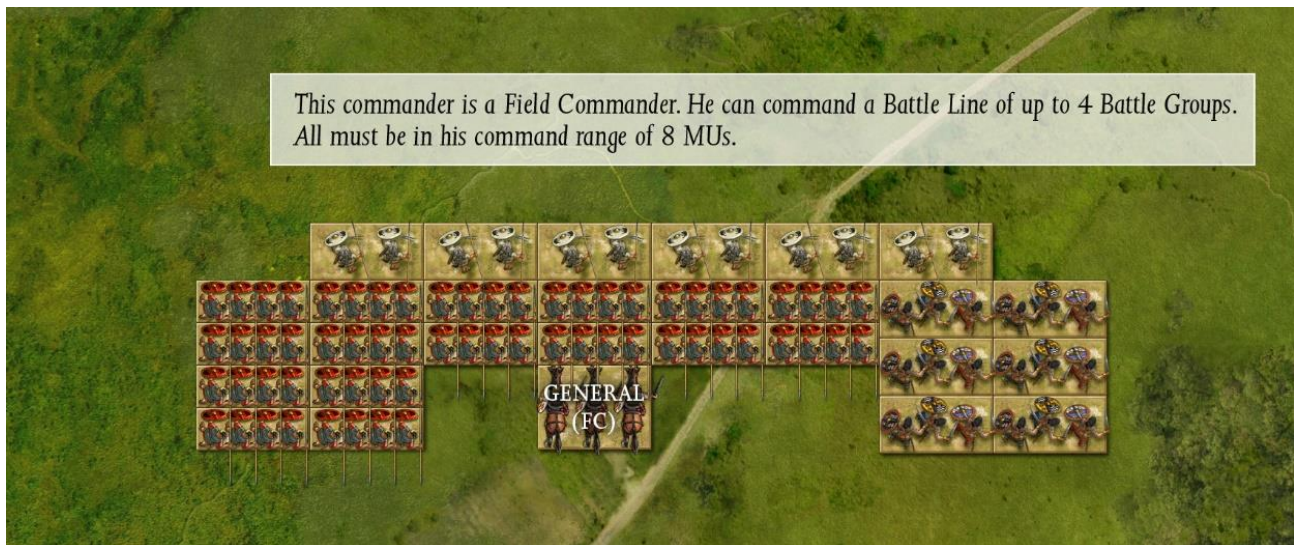 This commander is a Field Commander. He can command a Battle Line of up to 4 Battle Groups.
All must be in his command range of 8 MUs.
GENERAL
(FC)